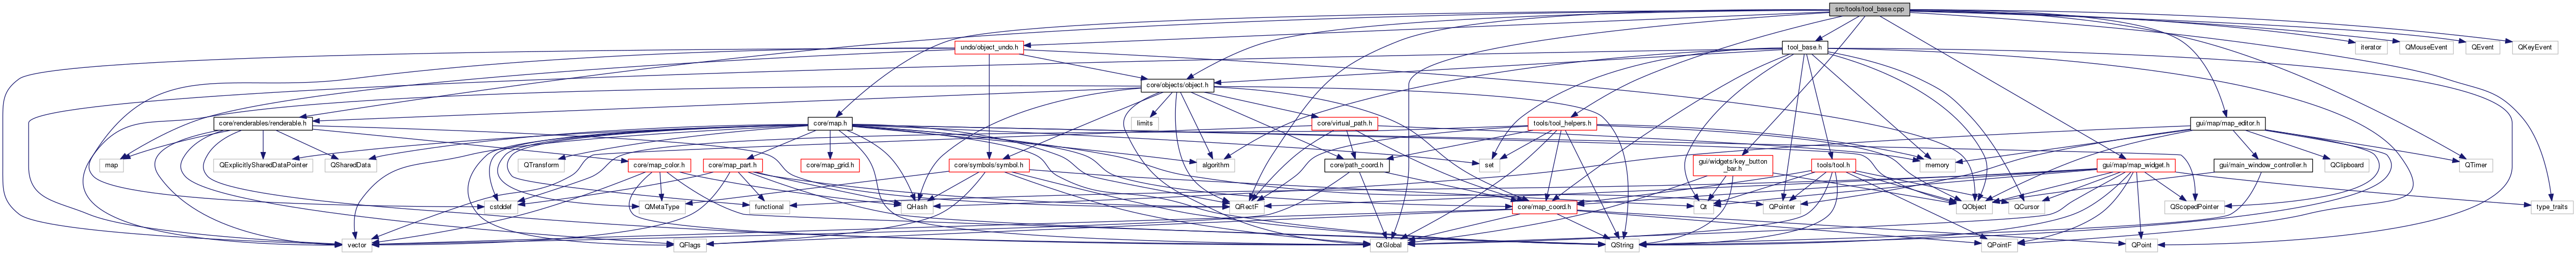 src/tools/tool_base.cpp
undo/object_undo.h
tool_base.h
iterator
QMouseEvent
QEvent
QKeyEvent
core/objects/object.h
core/renderables/renderable.h
limits
core/map.h
core/virtual_path.h
tools/tool_helpers.h
gui/map/map_editor.h
map
QExplicitlySharedDataPointer
QSharedData
QTransform
core/map_color.h
core/map_part.h
core/map_grid.h
core/symbols/symbol.h
algorithm
core/path_coord.h
set
gui/widgets/key_button
_bar.h
tools/tool.h
memory
gui/map/map_widget.h
gui/main_window_controller.h
QClipboard
QTimer
cstddef
QMetaType
functional
QHash
QRectF
core/map_coord.h
Qt
QPointer
QObject
QCursor
QScopedPointer
type_traits
vector
QFlags
QtGlobal
QString
QPointF
QPoint